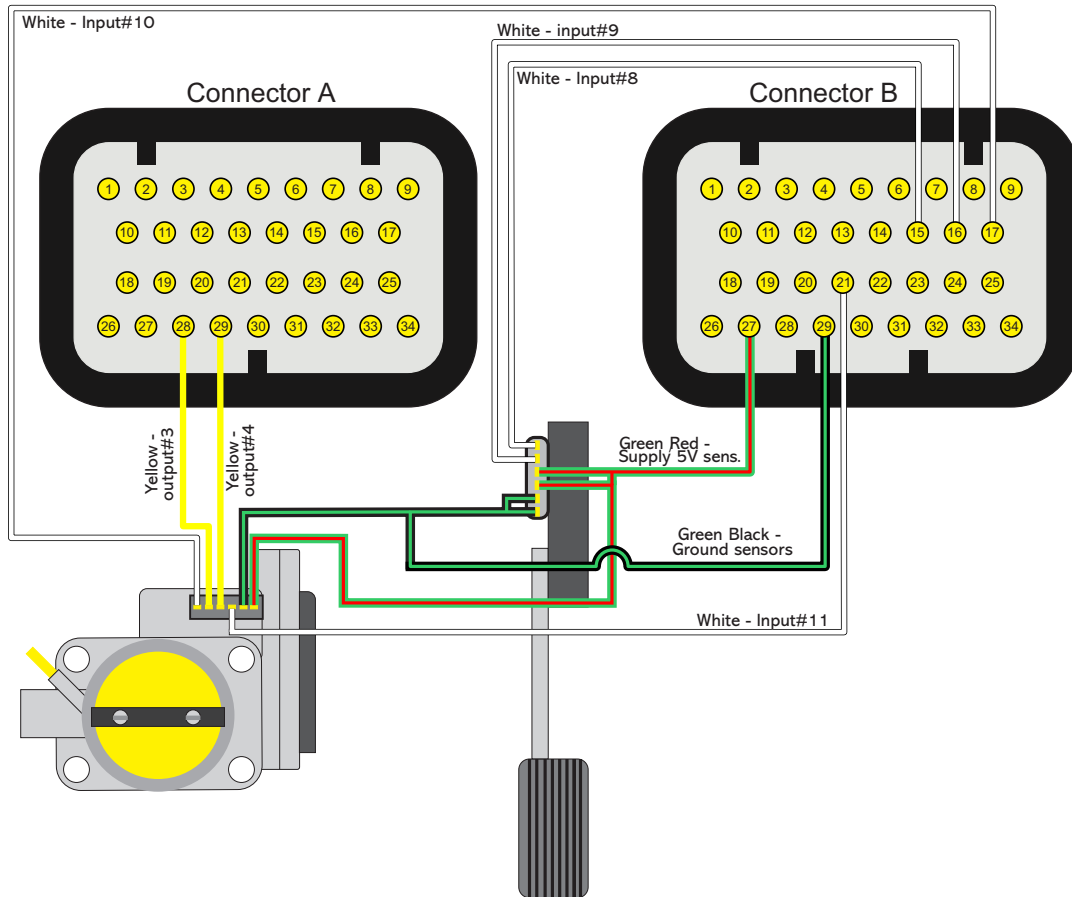 White - Input#10
White - input#9
White - Input#8
Connector A
Connector B
1 2 3 4 5 6 7 8 9
10 11 12 13 14 15 16 17
18 19 20 21 22 23 24 25
26 27 28 29 30 31 32 33 34
1 2 3 4 5 6 7 8 9
10 11 12 13 14 15 16 17
18 19 20 21 22 23 24 25
26 27 28 29 30 31 32 33 34
Yellow -
output#3
Yellow -
output#4
Green Red -
Supply 5V sens.
Green Black -
Ground sensors
White - Input#11